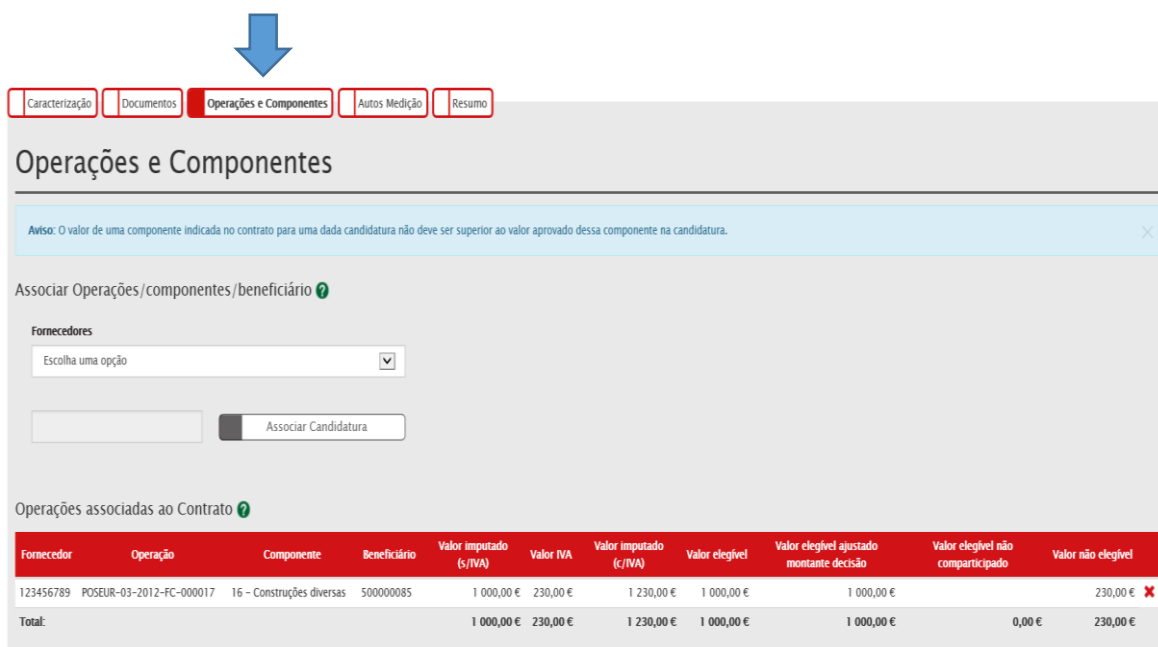 Caracterização Documentos Operações e Componentes Autos Medição Resumo
Operações e Componentes
Aviso: O valor de uma componente indicada no contrato para uma dada candidatura não deve ser superior ao valor aprovado dessa componente na candidatura.
Associar Operações/componentes/beneficiário ?
Fornecedores
Escolha uma opção
Associar Candidatura
Operações associadas ao Contrato ?
Fornecedor Operação Componente Beneficiário Valor imputado (s/IVA) Valor IVA Valor imputado (c/IVA) Valor elegível Valor elegível ajustado montante decisão Valor elegível não comparticipado Valor não elegível
123456789 POSEUR-03-2012-FC-000017 16 - Construções diversas 500000085 1 000,00 € 230,00 € 1 230,00 € 1 000,00 € 1 000,00 € 230,00 €
Total: 1 000,00 € 230,00 € 1 230,00 € 1 000,00 € 1 000,00 € 0,00 € 230,00 €